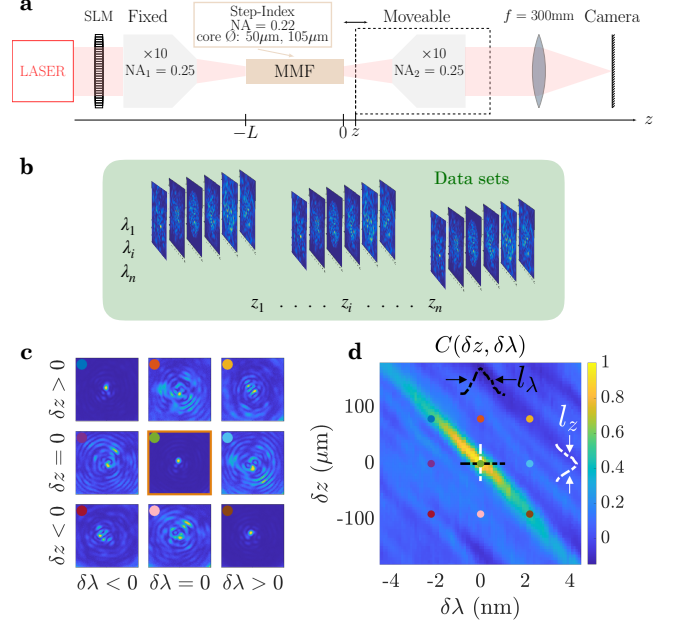 a
SLM
Fixed
Step-Index
NA = 0.22
core Ø: 50μm, 105μm
Moveable
f = 300mm
Camera
LASER
×10
NA₁ = 0.25
MMF
×10
NA₂ = 0.25
−L
0
z
z
b
Data sets
λ₁
λᵢ
λₙ
z₁ . . . . zᵢ . . . . zₙ
c
δz > 0
δz = 0
δz < 0
δλ < 0
δλ = 0
δλ > 0
d
C(δz, δλ)
l_λ
l_z
100
0
-100
δz (μm)
-4
-2
0
2
4
δλ (nm)
1
0.8
0.6
0.4
0.2
0